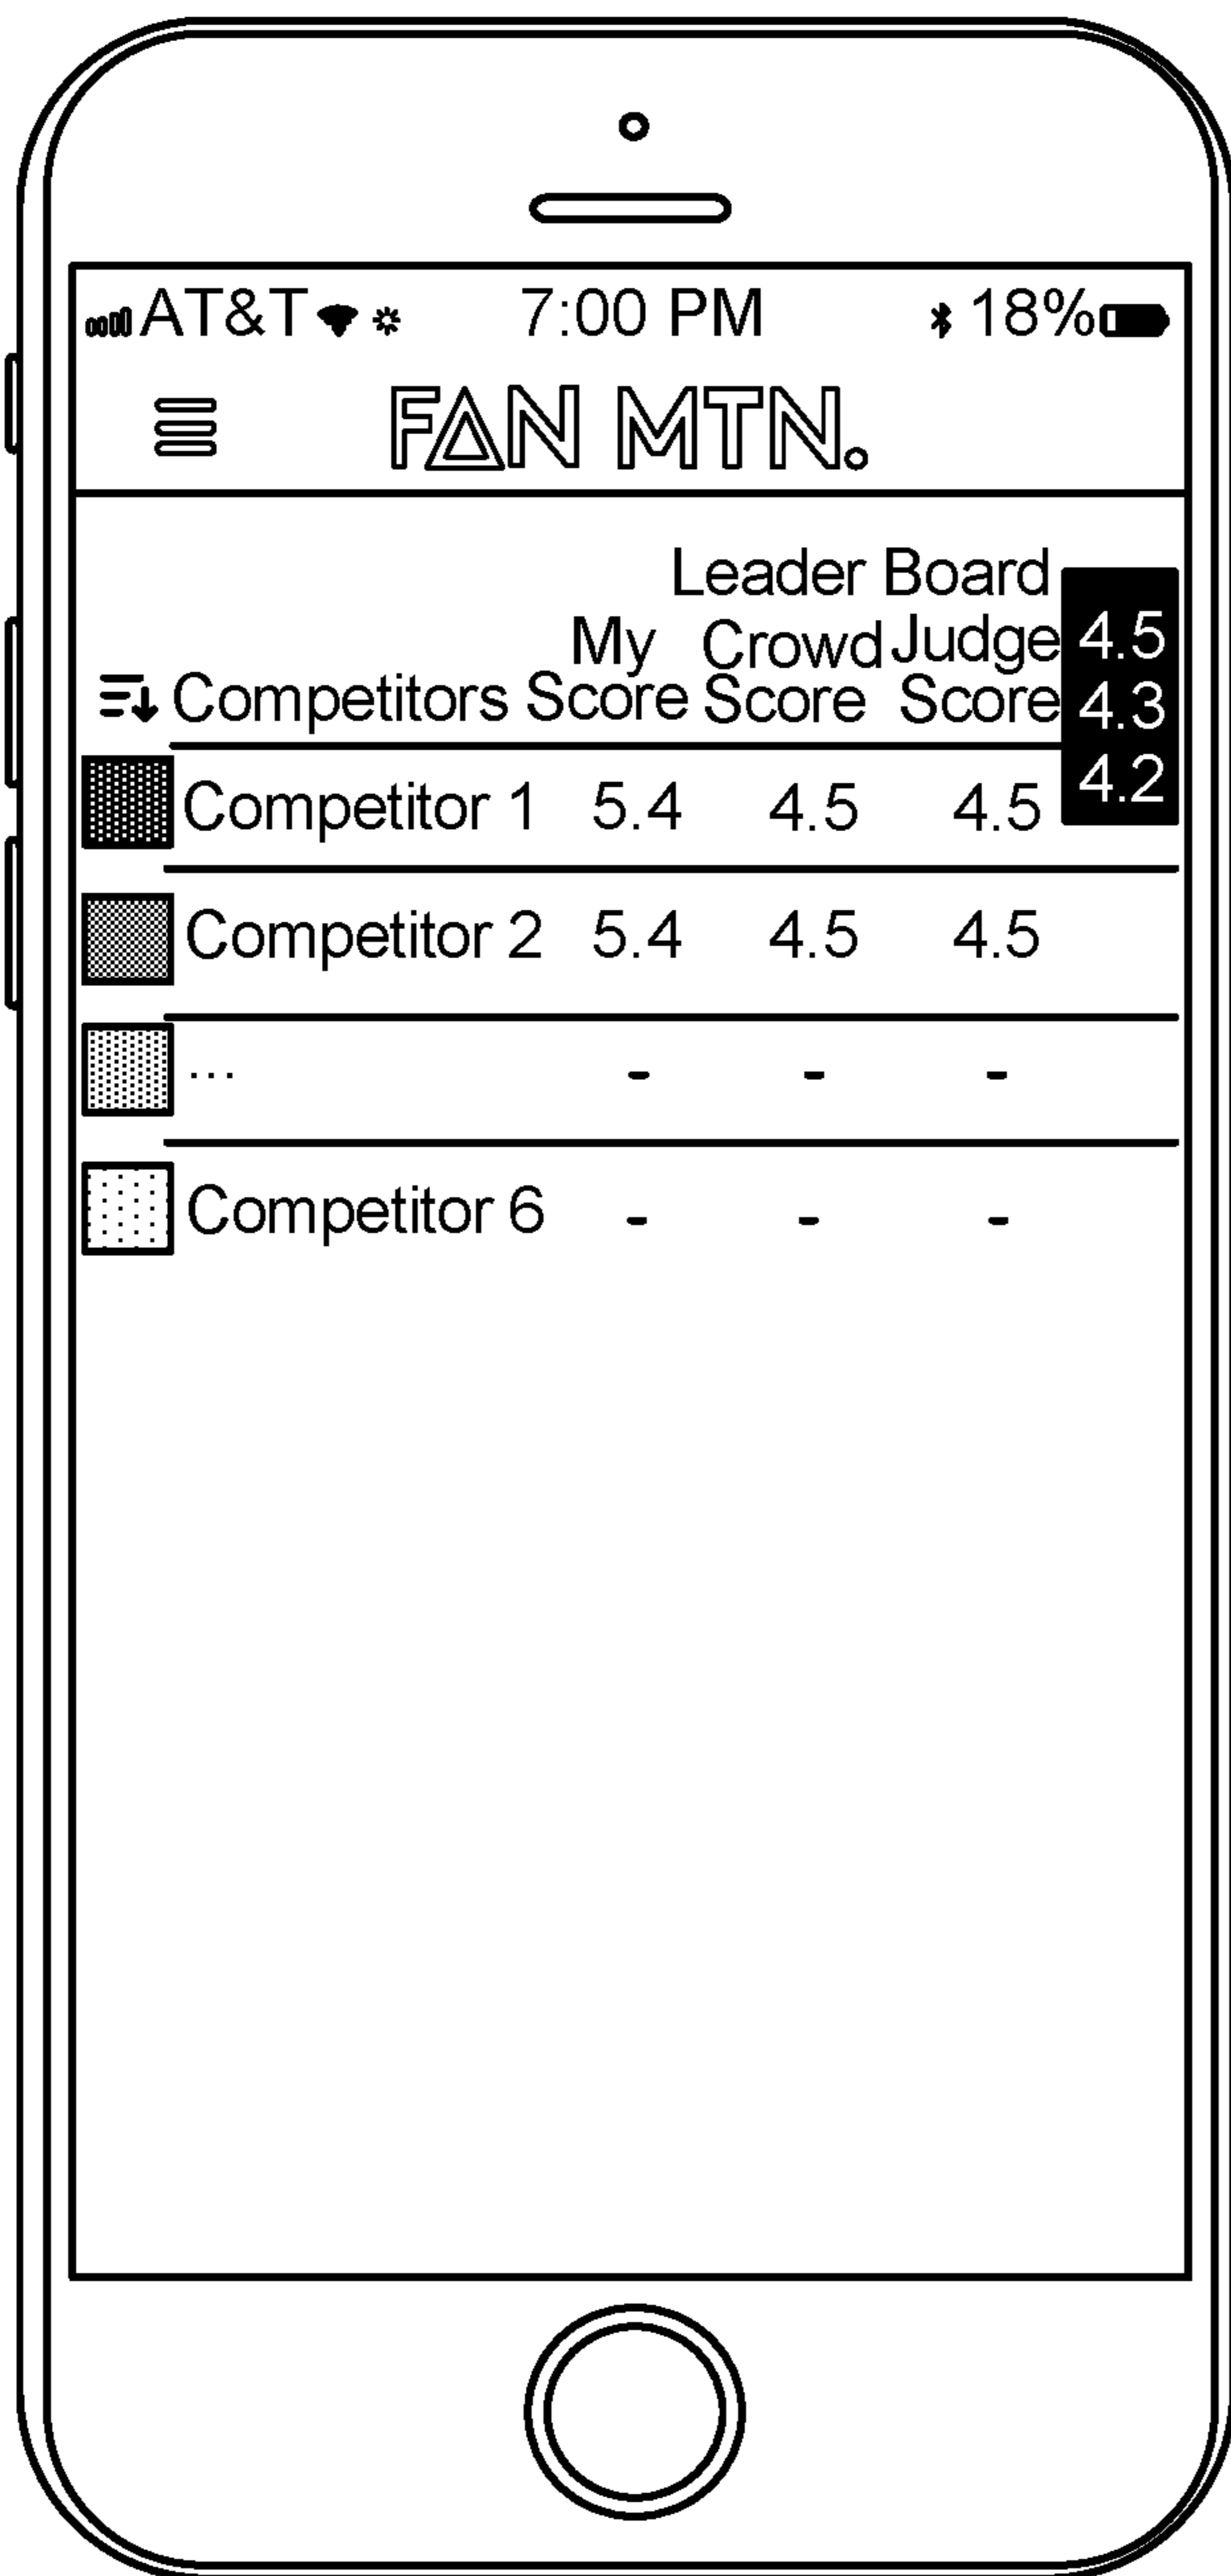 AT&T 7:00 PM 18%
FAN MTN.
Leader Board
My Crowd Judge 4.5
Competitors Score Score Score 4.3
4.2
Competitor 1 5.4 4.5 4.5
Competitor 2 5.4 4.5 4.5
... - - -
Competitor 6 - - -